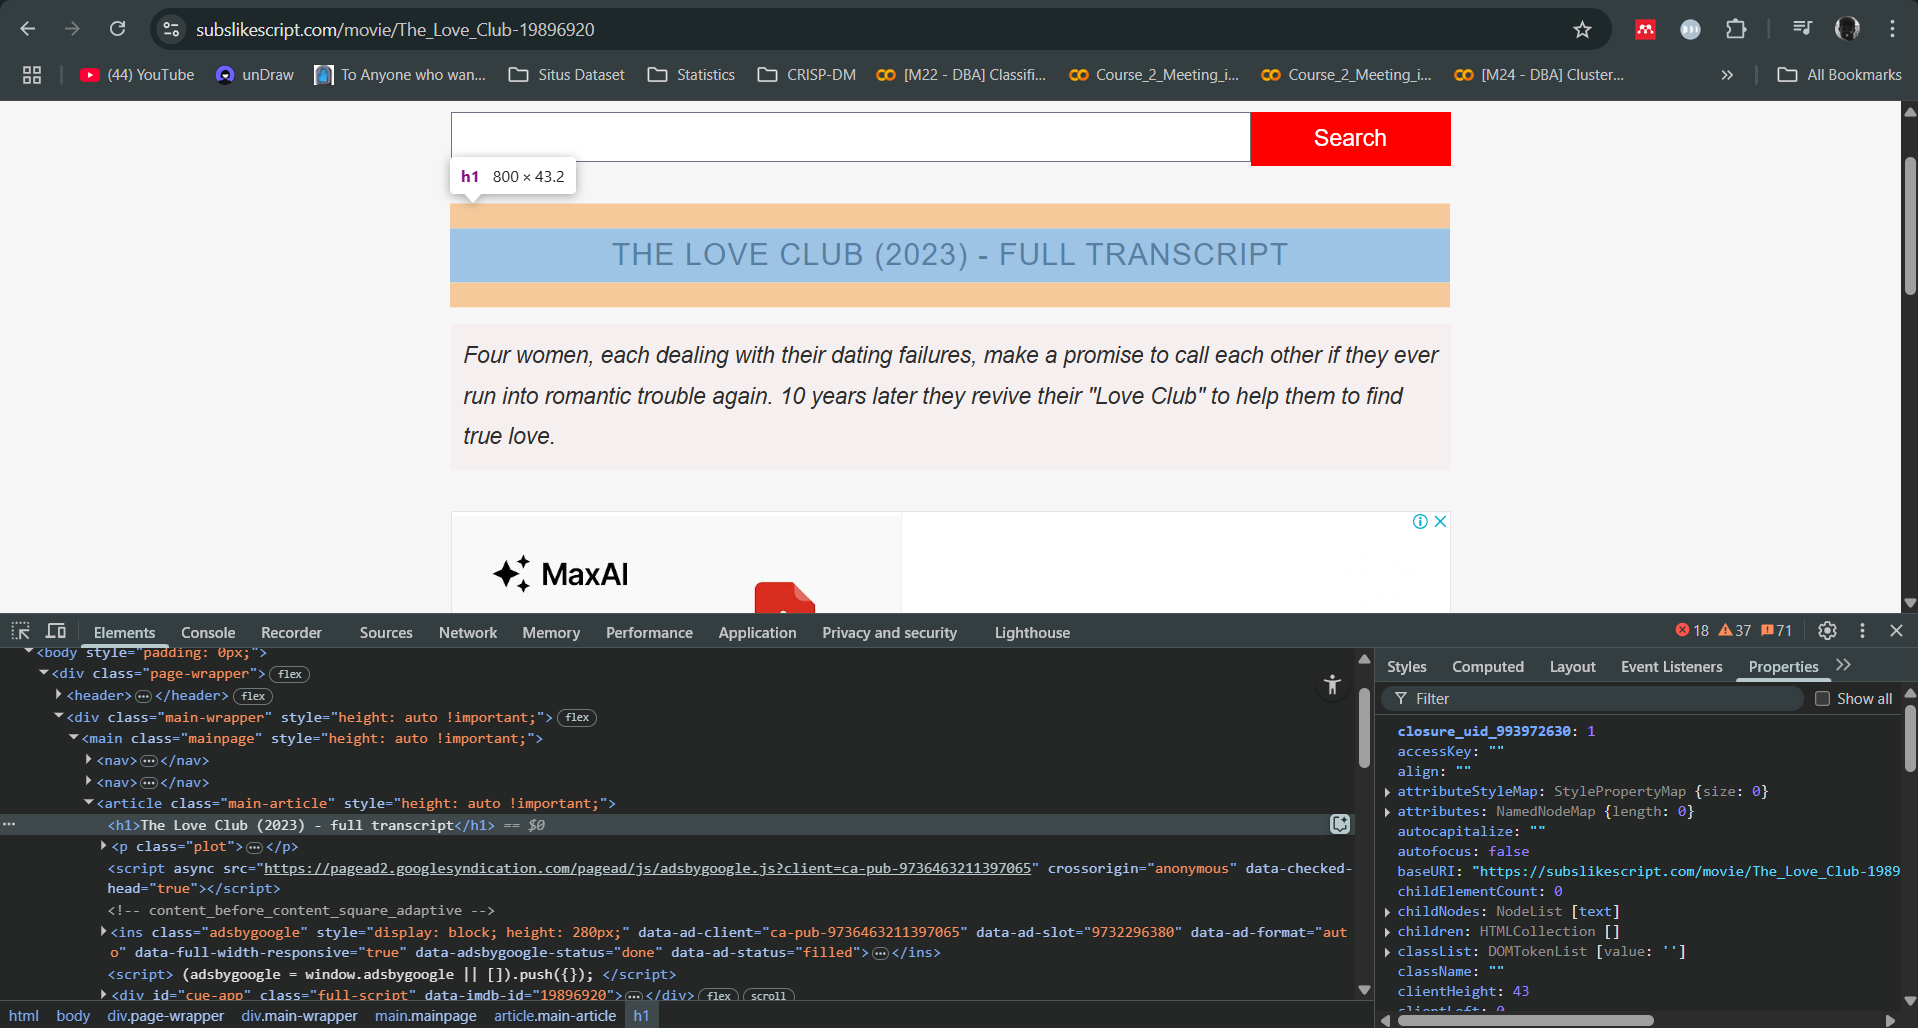 subslikescript.com/movie/The_Love_Club-19896920
(44) YouTube unDraw To Anyone who wan... Situs Dataset Statistics CRISP-DM [M22 - DBA] Classifi... Course_2_Meeting_i... Course_2_Meeting_i... [M24 - DBA] Cluster... » All Bookmarks
Search
h1 800 × 43.2
THE LOVE CLUB (2023) - FULL TRANSCRIPT
Four women, each dealing with their dating failures, make a promise to call each other if they ever
run into romantic trouble again. 10 years later they revive their "Love Club" to help them to find
true love.
MaxAI
Elements Console Recorder Sources Network Memory Performance Application Privacy and security Lighthouse 18 37 71
<body style="padding: 0px;">
<div class="page-wrapper"> flex
<header> … </header> flex
<div class="main-wrapper" style="height: auto !important;"> flex
<main class="mainpage" style="height: auto !important;">
<nav> … </nav>
<nav> … </nav>
<article class="main-article" style="height: auto !important;">
<h1>The Love Club (2023) - full transcript</h1> == $0
<p class="plot"> … </p>
<script async src="https://pagead2.googlesyndication.com/pagead/js/adsbygoogle.js?client=ca-pub-9736463211397065" crossorigin="anonymous" data-checked-
head="true"></script>
<!-- content_before_content_square_adaptive -->
<ins class="adsbygoogle" style="display: block; height: 280px;" data-ad-client="ca-pub-9736463211397065" data-ad-slot="9732296380" data-ad-format="aut
o" data-full-width-responsive="true" data-adsbygoogle-status="done" data-ad-status="filled"> … </ins>
<script> (adsbygoogle = window.adsbygoogle || []).push({}); </script>
<div id="cue-app" class="full-script" data-imdb-id="19896920"> … </div> flex scroll
html body div.page-wrapper div.main-wrapper main.mainpage article.main-article h1
Styles Computed Layout Event Listeners Properties »
Filter Show all
closure_uid_993972630: 1
accessKey: ""
align: ""
attributeStyleMap: StylePropertyMap {size: 0}
attributes: NamedNodeMap {length: 0}
autocapitalize: ""
autofocus: false
baseURI: "https://subslikescript.com/movie/The_Love_Club-1989
childElementCount: 0
childNodes: NodeList [text]
children: HTMLCollection []
classList: DOMTokenList [value: '']
className: ""
clientHeight: 43
clientLeft: 0